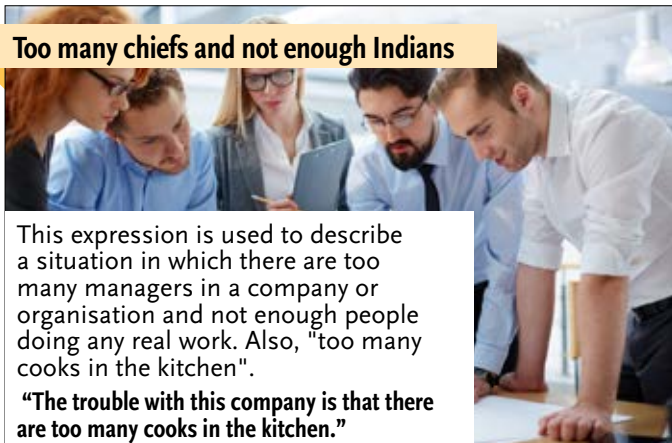 Too many chiefs and not enough Indians
This expression is used to describe
a situation in which there are too
many managers in a company or
organisation and not enough people
doing any real work. Also, "too many
cooks in the kitchen".
“The trouble with this company is that there
are too many cooks in the kitchen.”